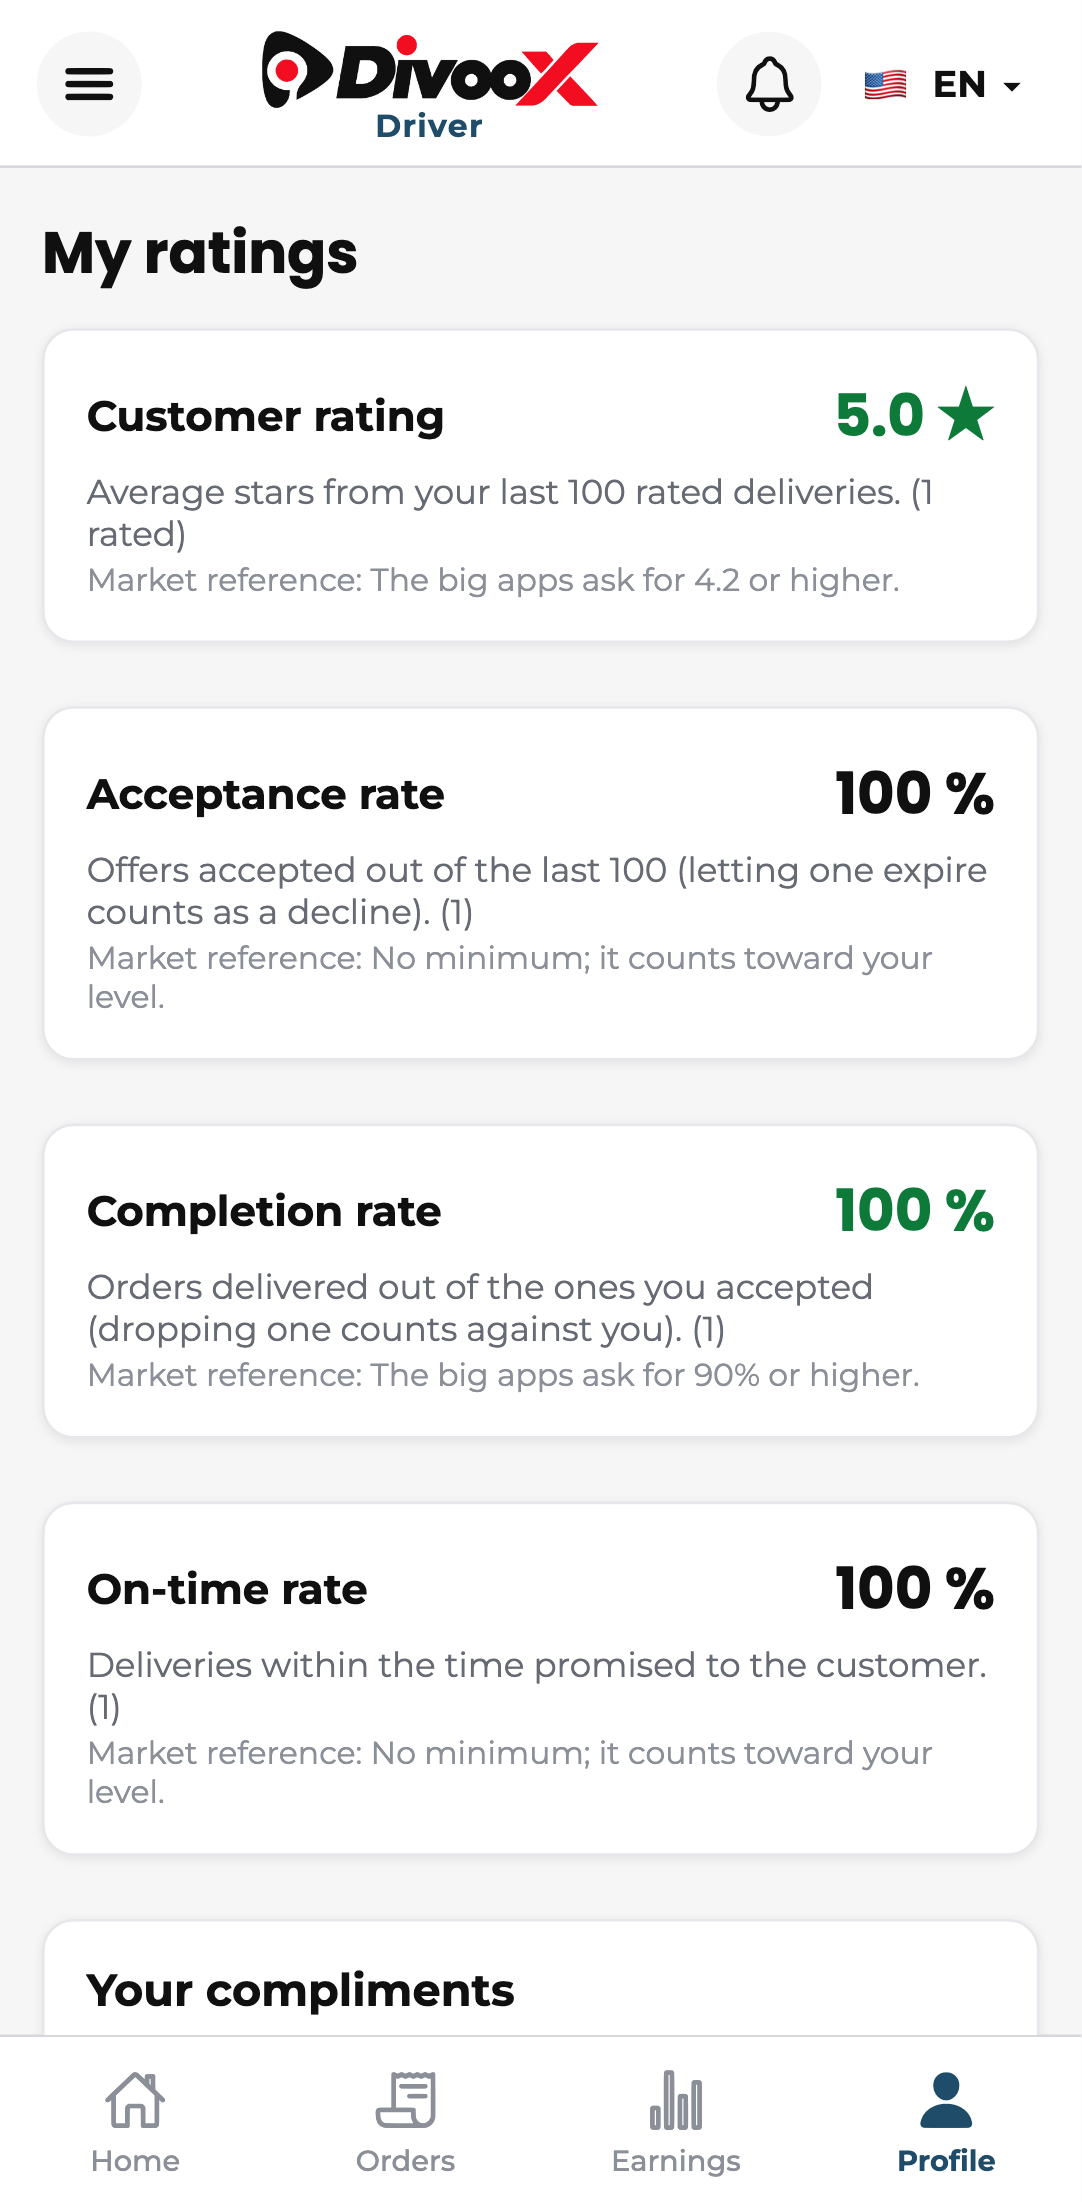 DivooX
Driver
EN
My ratings
Customer rating
5.0 ★
Average stars from your last 100 rated deliveries. (1
rated)
Market reference: The big apps ask for 4.2 or higher.
Acceptance rate
100 %
Offers accepted out of the last 100 (letting one expire
counts as a decline). (1)
Market reference: No minimum; it counts toward your
level.
Completion rate
100 %
Orders delivered out of the ones you accepted
(dropping one counts against you). (1)
Market reference: The big apps ask for 90% or higher.
On-time rate
100 %
Deliveries within the time promised to the customer.
(1)
Market reference: No minimum; it counts toward your
level.
Your compliments
Home
Orders
Earnings
Profile